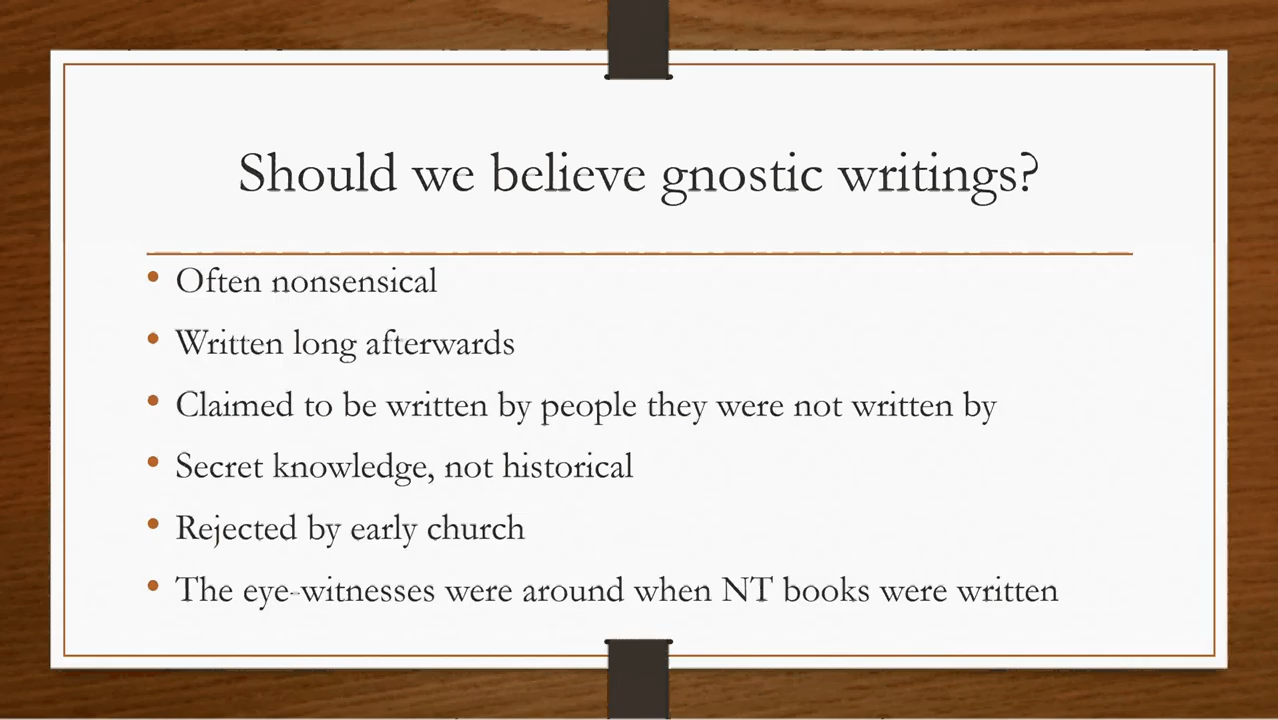 Should we believe gnostic writings?
• Often nonsensical
• Written long afterwards
• Claimed to be written by people they were not written by
• Secret knowledge, not historical
• Rejected by early church
• The eye-witnesses were around when NT books were written